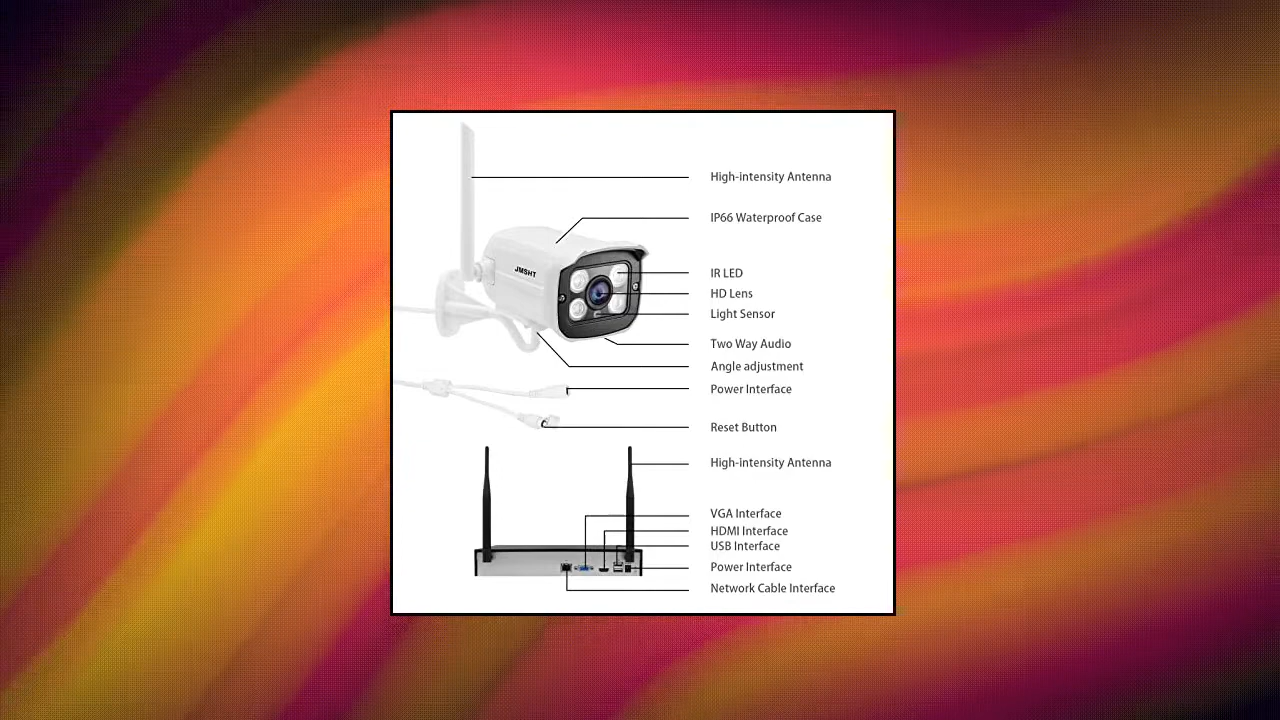 High-intensity Antenna
IP66 Waterproof Case
JMSHT
IR LED
HD Lens
Light Sensor
Two Way Audio
Angle adjustment
Power Interface
Reset Button
High-intensity Antenna
VGA Interface
HDMI Interface
USB Interface
Power Interface
Network Cable Interface